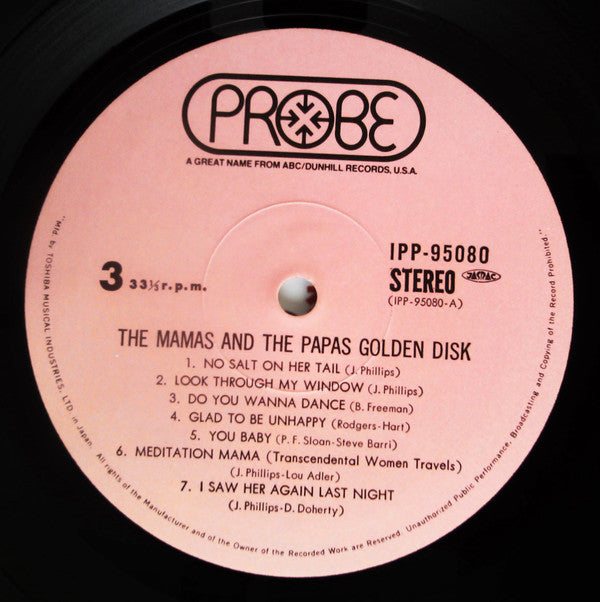 PROBE
A GREAT NAME FROM ABC/DUNHILL RECORDS, U.S.A.
IPP-95080
3 33⅓ r.p.m.
STEREO JASRAC
(IPP-95080-A)
THE MAMAS AND THE PAPAS GOLDEN DISK
1. NO SALT ON HER TAIL (J. Phillips)
2. LOOK THROUGH MY WINDOW (J. Phillips)
3. DO YOU WANNA DANCE (B. Freeman)
4. GLAD TO BE UNHAPPY (Rodgers-Hart)
5. YOU BABY (P. F. Sloan-Steve Barri)
6. MEDITATION MAMA (Transcendental Women Travels)
(J. Phillips-Lou Adler)
7. I SAW HER AGAIN LAST NIGHT
(J. Phillips-D. Doherty)
"Mfd. by TOSHIBA MUSICAL INDUSTRIES, LTD. in Japan. All rights of the Manufacturer and of the Owner of the Recorded Work are Reserved. Unauthorized Public Performance, Broadcasting and Copying of the Record Prohibited."